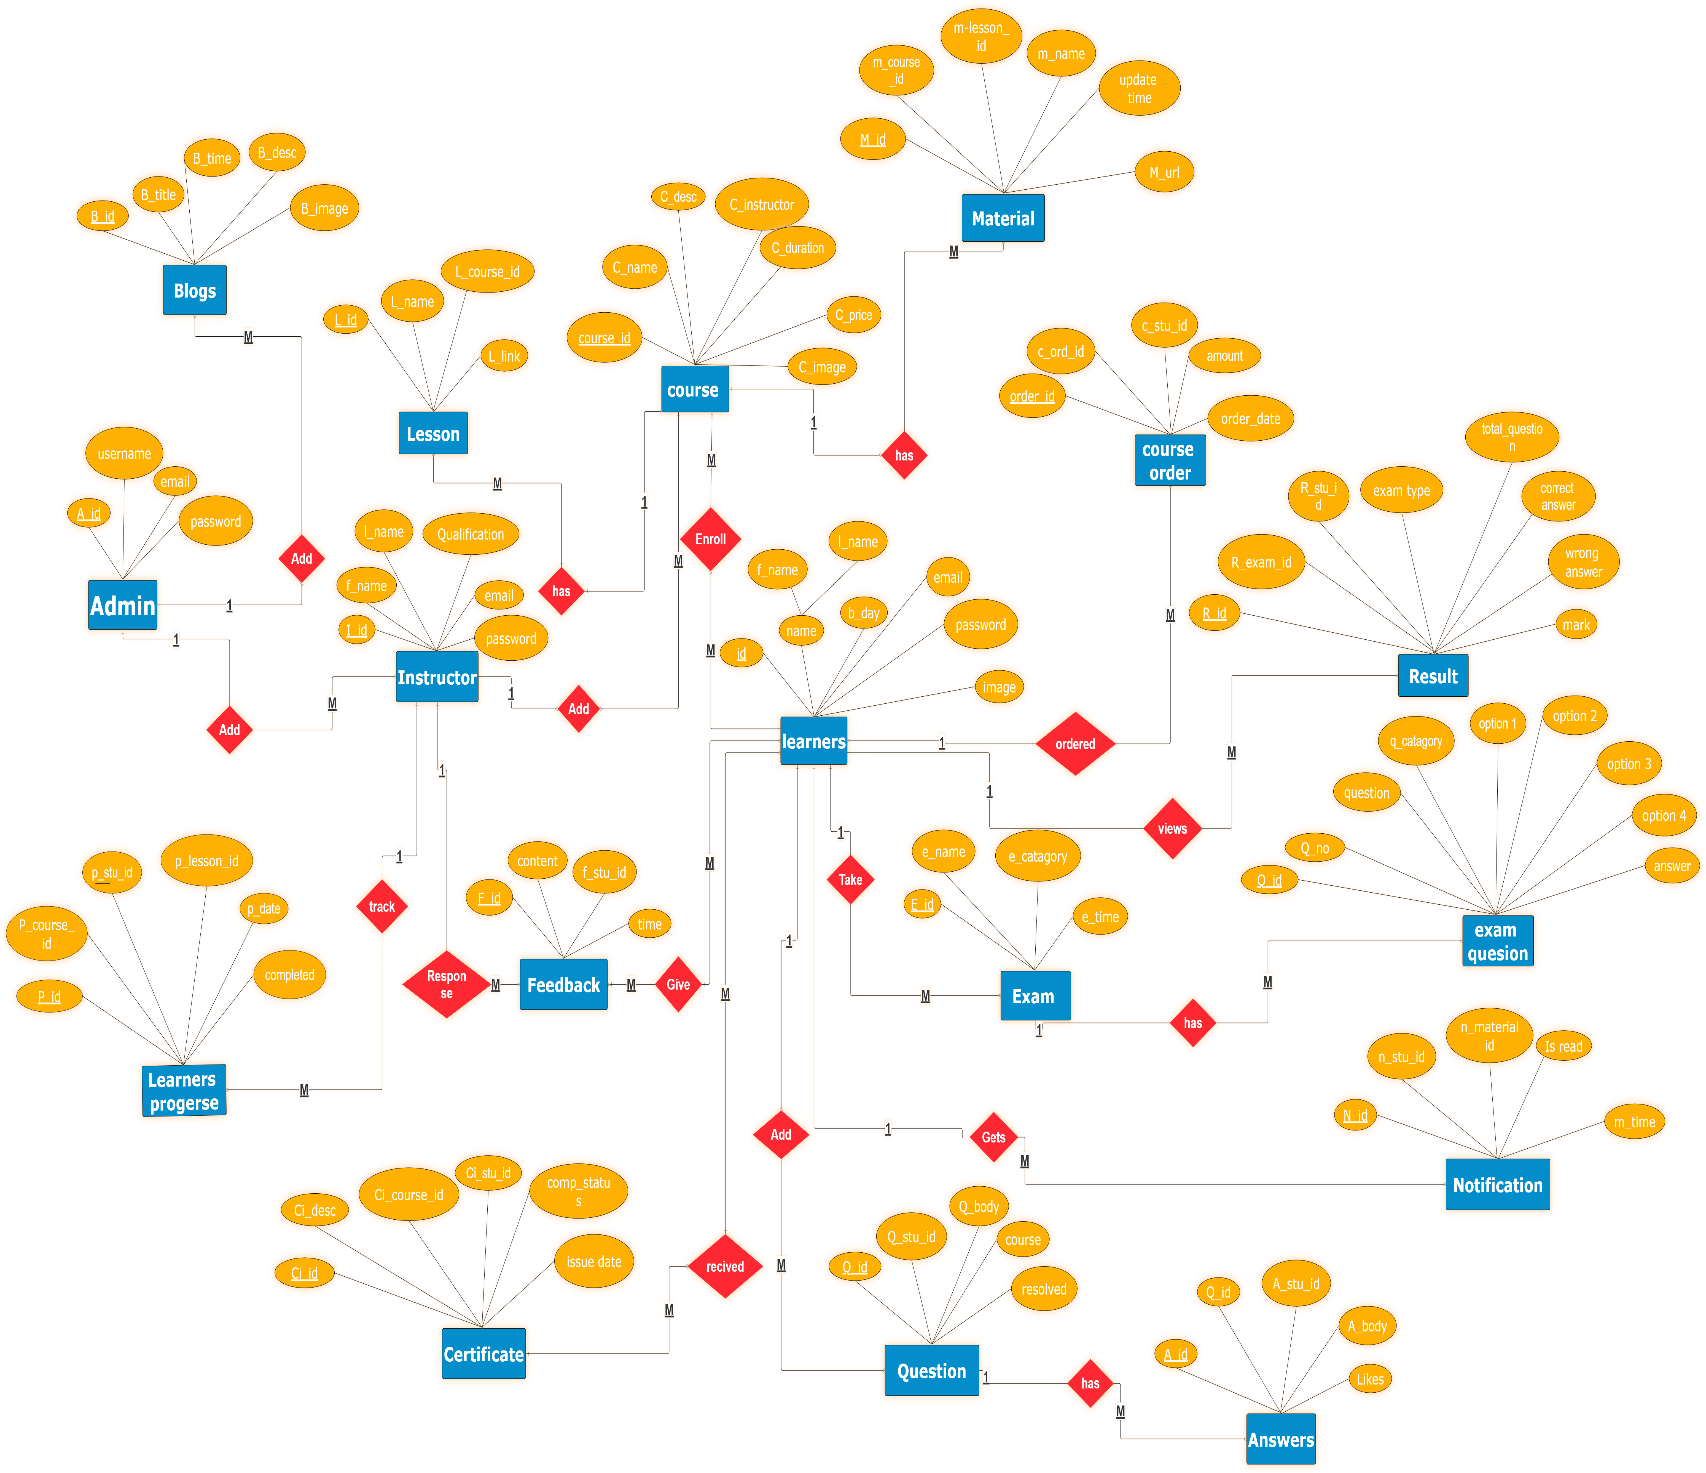 m-lesson_
id
m_name
m_course
_id
update
time
M_id
M_url
Material
M
B_time
B_desc
B_title
B_id
B_image
Blogs
M
L_course_id
L_name
L_id
L_link
Lesson
M
C_desc
C_instructor
C_duration
C_name
C_price
course_id
C_image
course
1
has
M
1
M
Enroll
M
c_stu_id
c_ord_id
amount
order_id
order_date
course
order
M
total_questio
n
R_stu_i
d
exam type
correct
answer
R_exam_id
wrong
answer
R_id
mark
Result
username
email
A_id
password
Admin
1
Add
1
Add
M
l_name
Qualification
f_name
email
I_id
password
Instructor
1
Add
has
l_name
f_name
email
b_day
name
password
id
image
learners
1
ordered
1
views
M
option 2
option 1
q_catagory
option 3
question
option 4
Q_no
answer
Q_id
exam
quesion
1
1
track
M
p_lesson_id
p_stu_id
p_date
P_course_
id
completed
P_id
Learners
progerse
content
f_stu_id
F_id
time
Respon
se
M
Feedback
M
Give
M
M
1
Take
M
e_name
e_catagory
E_id
e_time
Exam
1
has
M
1
Add
M
1
Gets
M
n_material
id
n_stu_id
Is read
N_id
m_time
Notification
Ci_stu_id
comp_statu
s
Ci_course_id
Ci_desc
issue date
Ci_id
Certificate
M
recived
Q_body
Q_stu_id
course
Q_id
resolved
Question
1
has
M
A_stu_id
Q_id
A_body
A_id
Likes
Answers